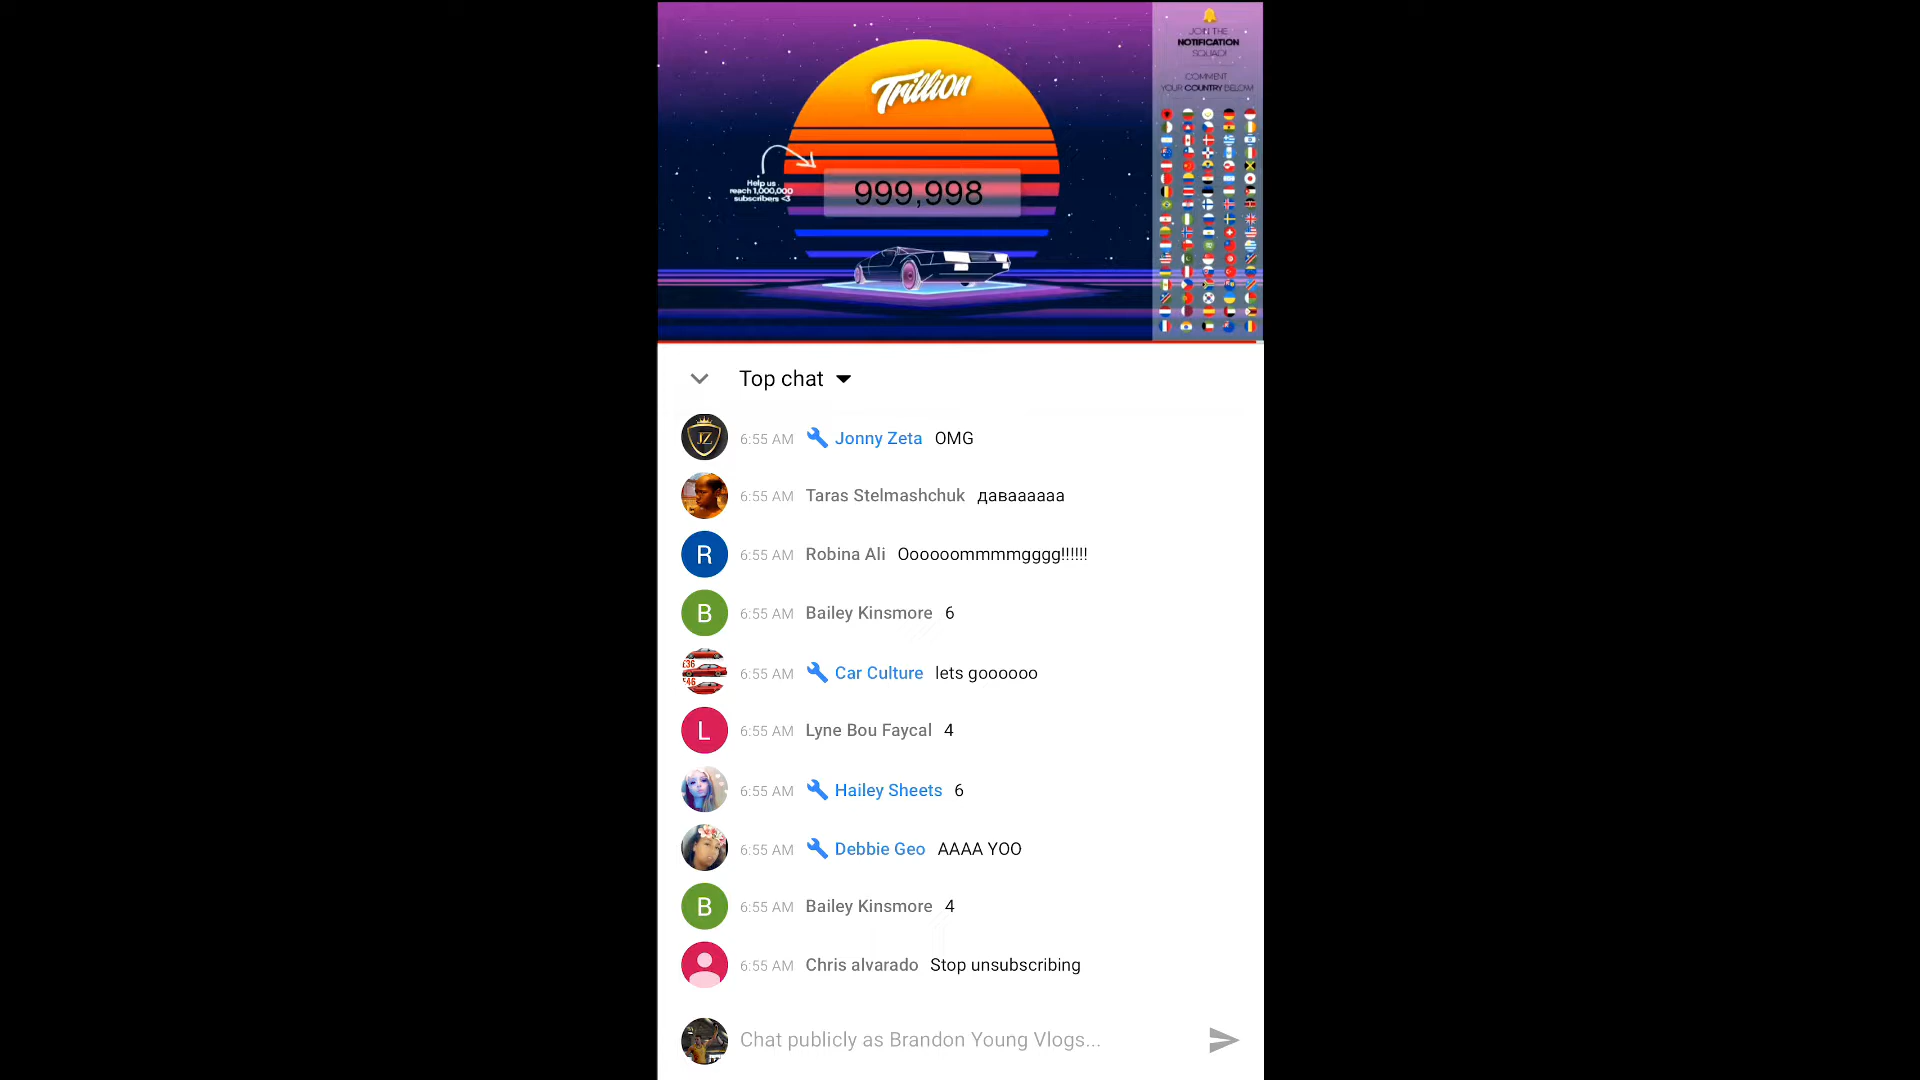 JOIN THE
NOTIFICATION
SQUAD!
COMMENT
YOUR COUNTRY BELOW!
Trillion
Help us
reach 1,000,000
subscribers <3
999,998
Top chat
JZ
6:55 AM Jonny Zeta OMG
6:55 AM Taras Stelmashchuk даваааааа
R 6:55 AM Robina Ali Oooooommmmgggg!!!!!!
B 6:55 AM Bailey Kinsmore 6
E36
E46
6:55 AM Car Culture lets goooooo
L 6:55 AM Lyne Bou Faycal 4
6:55 AM Hailey Sheets 6
6:55 AM Debbie Geo AAAA YOO
B 6:55 AM Bailey Kinsmore 4
6:55 AM Chris alvarado Stop unsubscribing
Chat publicly as Brandon Young Vlogs...